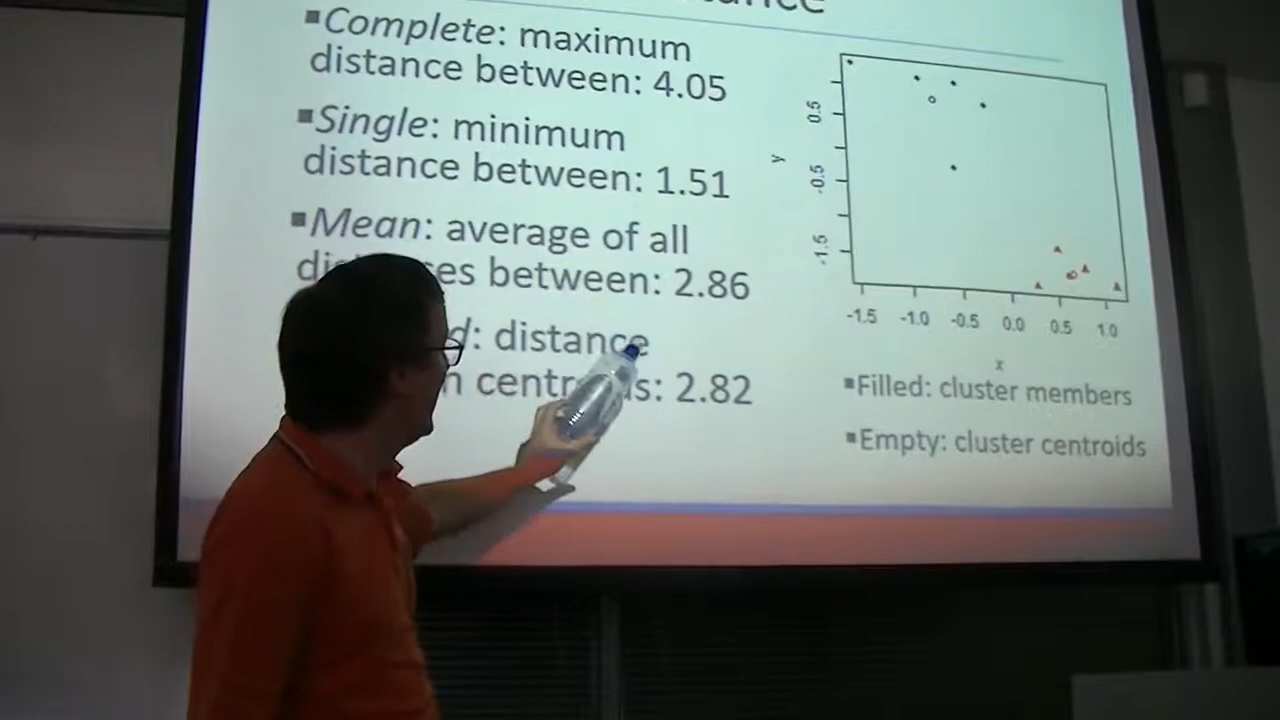 ▪Complete: maximum
distance between: 4.05
▪Single: minimum
distance between: 1.51
▪Mean: average of all
between: 2.86
distance
2.82
y
0.5
-0.5
-1.5
-1.5 -1.0 -0.5 0.0 0.5 1.0
x
▪Filled: cluster members
▪Empty: cluster centroids